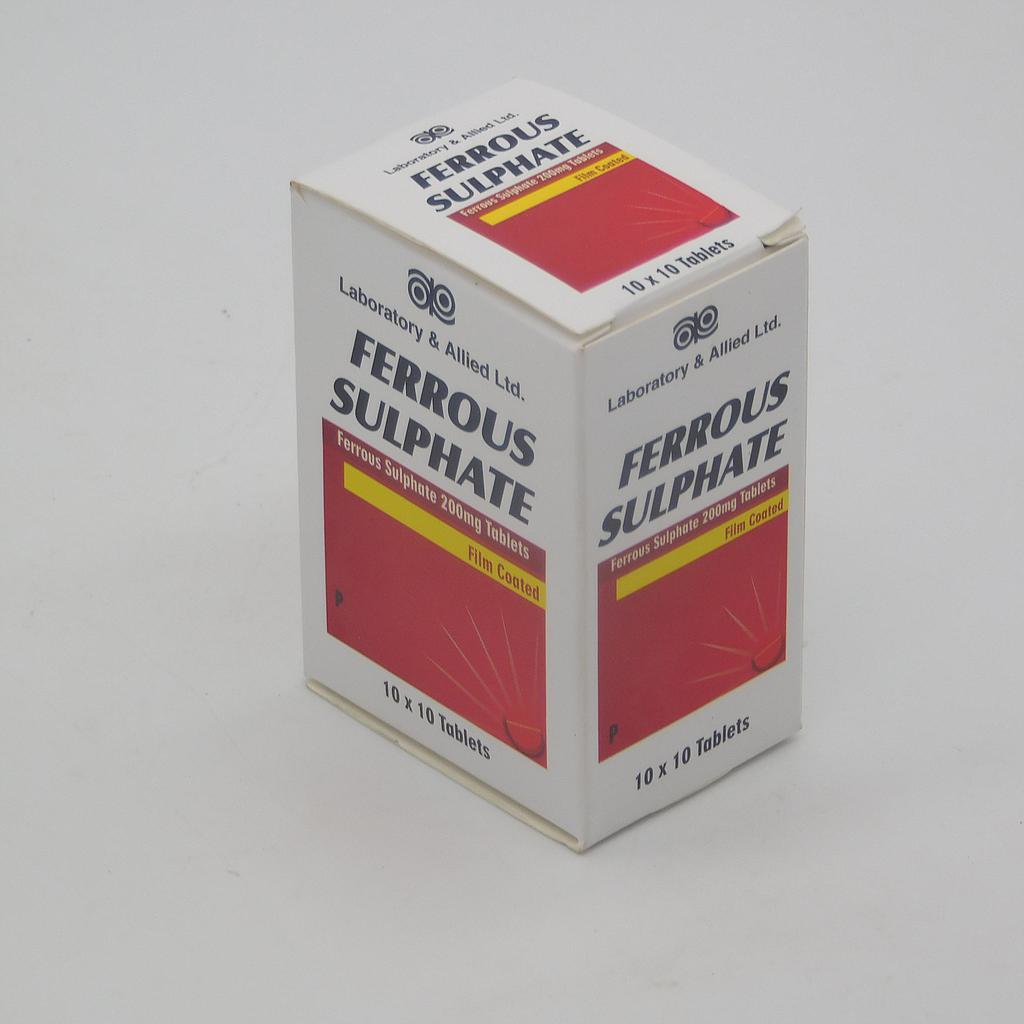 Laboratory & Allied Ltd.
FERROUS
SULPHATE
Ferrous Sulphate 200mg Tablets
Film Coated
10 x 10 Tablets
Laboratory & Allied Ltd.
FERROUS
SULPHATE
Ferrous Sulphate 200mg Tablets
Film Coated
P
10 x 10 Tablets
Laboratory & Allied Ltd.
FERROUS
SULPHATE
Ferrous Sulphate 200mg Tablets
Film Coated
P
10 x 10 Tablets